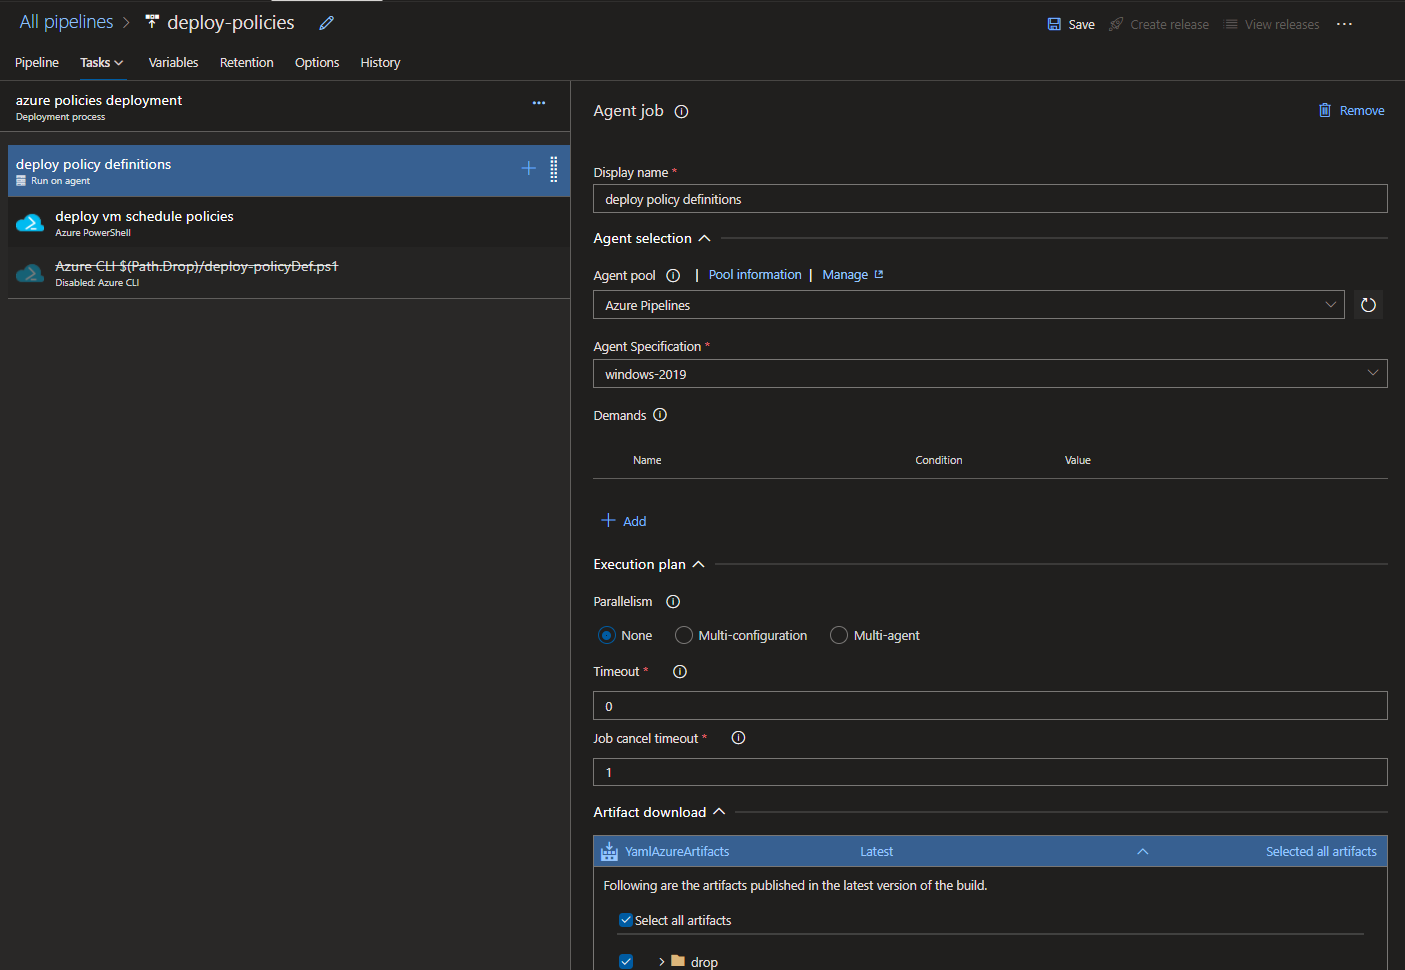 All pipelines > deploy-policies
Save Create release View releases ...
Pipeline Tasks Variables Retention Options History
azure policies deployment
Deployment process
deploy policy definitions
Run on agent
deploy vm schedule policies
Azure PowerShell
Azure CLI $(Path.Drop)/deploy-policyDef.ps1
Disabled: Azure CLI
Agent job
Remove
Display name *
deploy policy definitions
Agent selection
Agent pool | Pool information | Manage
Azure Pipelines
Agent Specification *
windows-2019
Demands
Name Condition Value
+ Add
Execution plan
Parallelism
None Multi-configuration Multi-agent
Timeout *
0
Job cancel timeout *
1
Artifact download
YamlAzureArtifacts Latest Selected all artifacts
Following are the artifacts published in the latest version of the build.
Select all artifacts
> drop